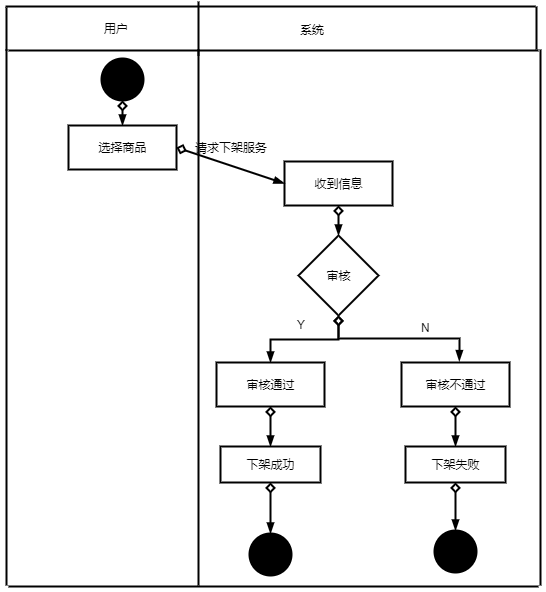 用户
系统
选择商品
请求下架服务
收到信息
审核
Y
N
审核通过
审核不通过
下架成功
下架失败